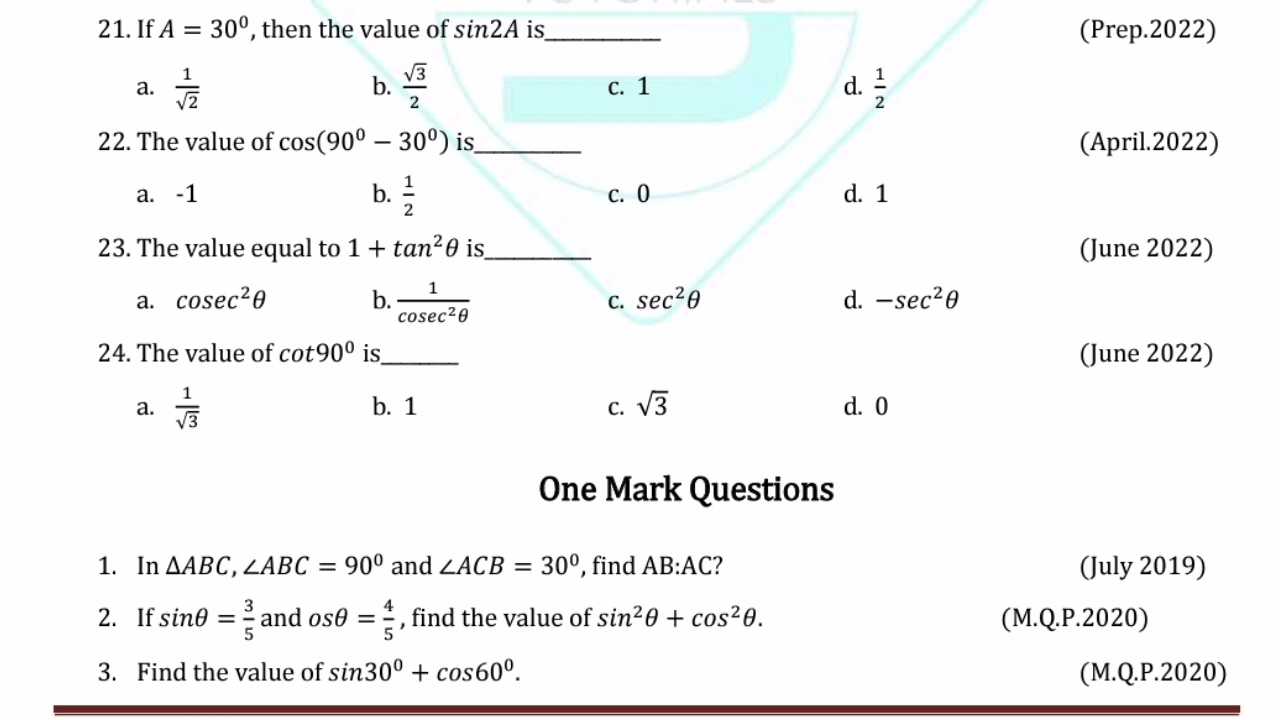 21. If A = 30⁰, then the value of sin2A is__________ (Prep.2022)
a. 1/√2 b. √3/2 c. 1 d. 1/2
22. The value of cos(90⁰ − 30⁰) is_________ (April.2022)
a. -1 b. 1/2 c. 0 d. 1
23. The value equal to 1 + tan²θ is_________ (June 2022)
a. cosec²θ b. 1/cosec²θ c. sec²θ d. −sec²θ
24. The value of cot90⁰ is______ (June 2022)
a. 1/√3 b. 1 c. √3 d. 0
One Mark Questions
1. In ΔABC, ∠ABC = 90⁰ and ∠ACB = 30⁰, find AB:AC? (July 2019)
2. If sinθ = 3/5 and osθ = 4/5, find the value of sin²θ + cos²θ. (M.Q.P.2020)
3. Find the value of sin30⁰ + cos60⁰. (M.Q.P.2020)